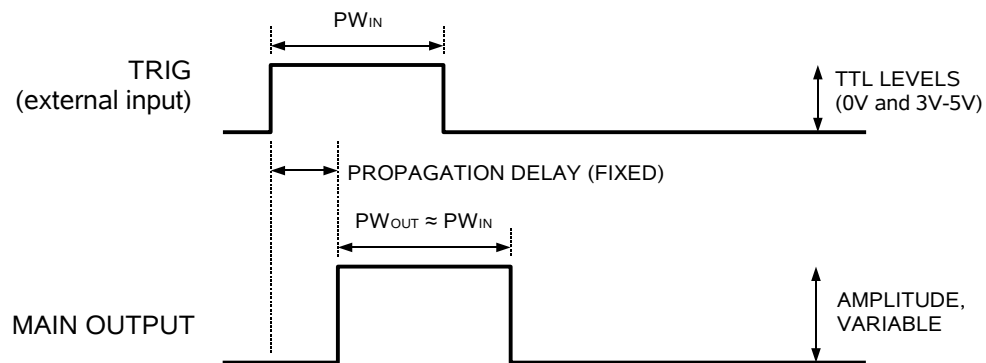 PWIN
TRIG
(external input)
TTL LEVELS
(0V and 3V-5V)
PROPAGATION DELAY (FIXED)
PWOUT ≈ PWIN
MAIN OUTPUT
AMPLITUDE,
VARIABLE